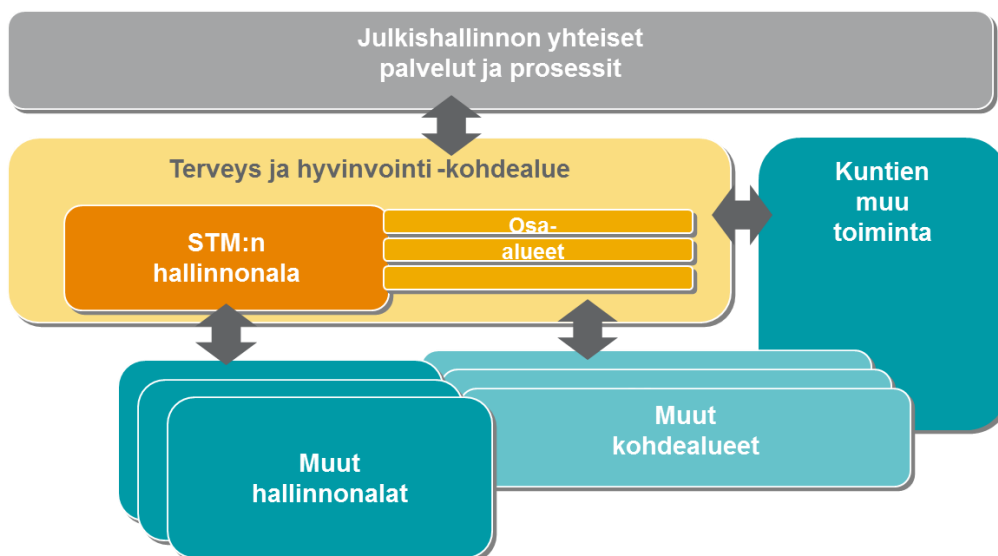 Julkishallinnon yhteiset
palvelut ja prosessit
Terveys ja hyvinvointi -kohdealue
STM:n
hallinnonala
Osa-
alueet
Kuntien
muu
toiminta
Muut
kohdealueet
Muut
hallinnonalat